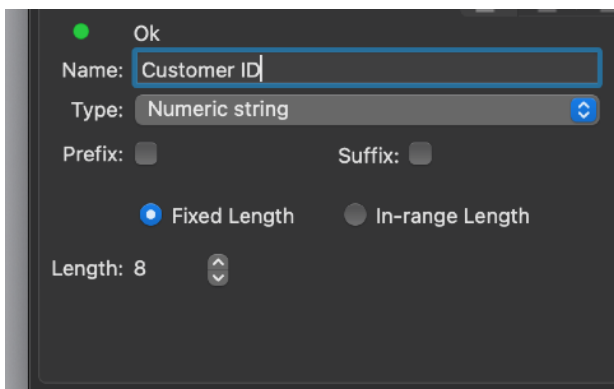 Ok
Name: Customer ID
Type: Numeric string
Prefix: Suffix:
Fixed Length In-range Length
Length: 8